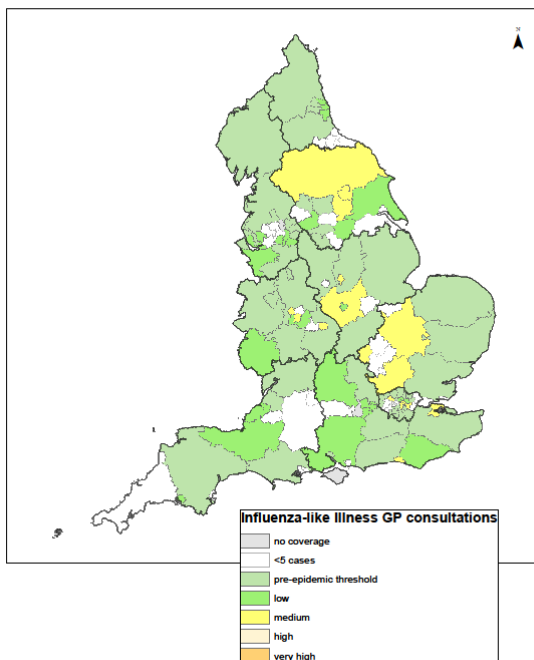 N
Influenza-like Illness GP consultations
no coverage
<5 cases
pre-epidemic threshold
low
medium
high
very high